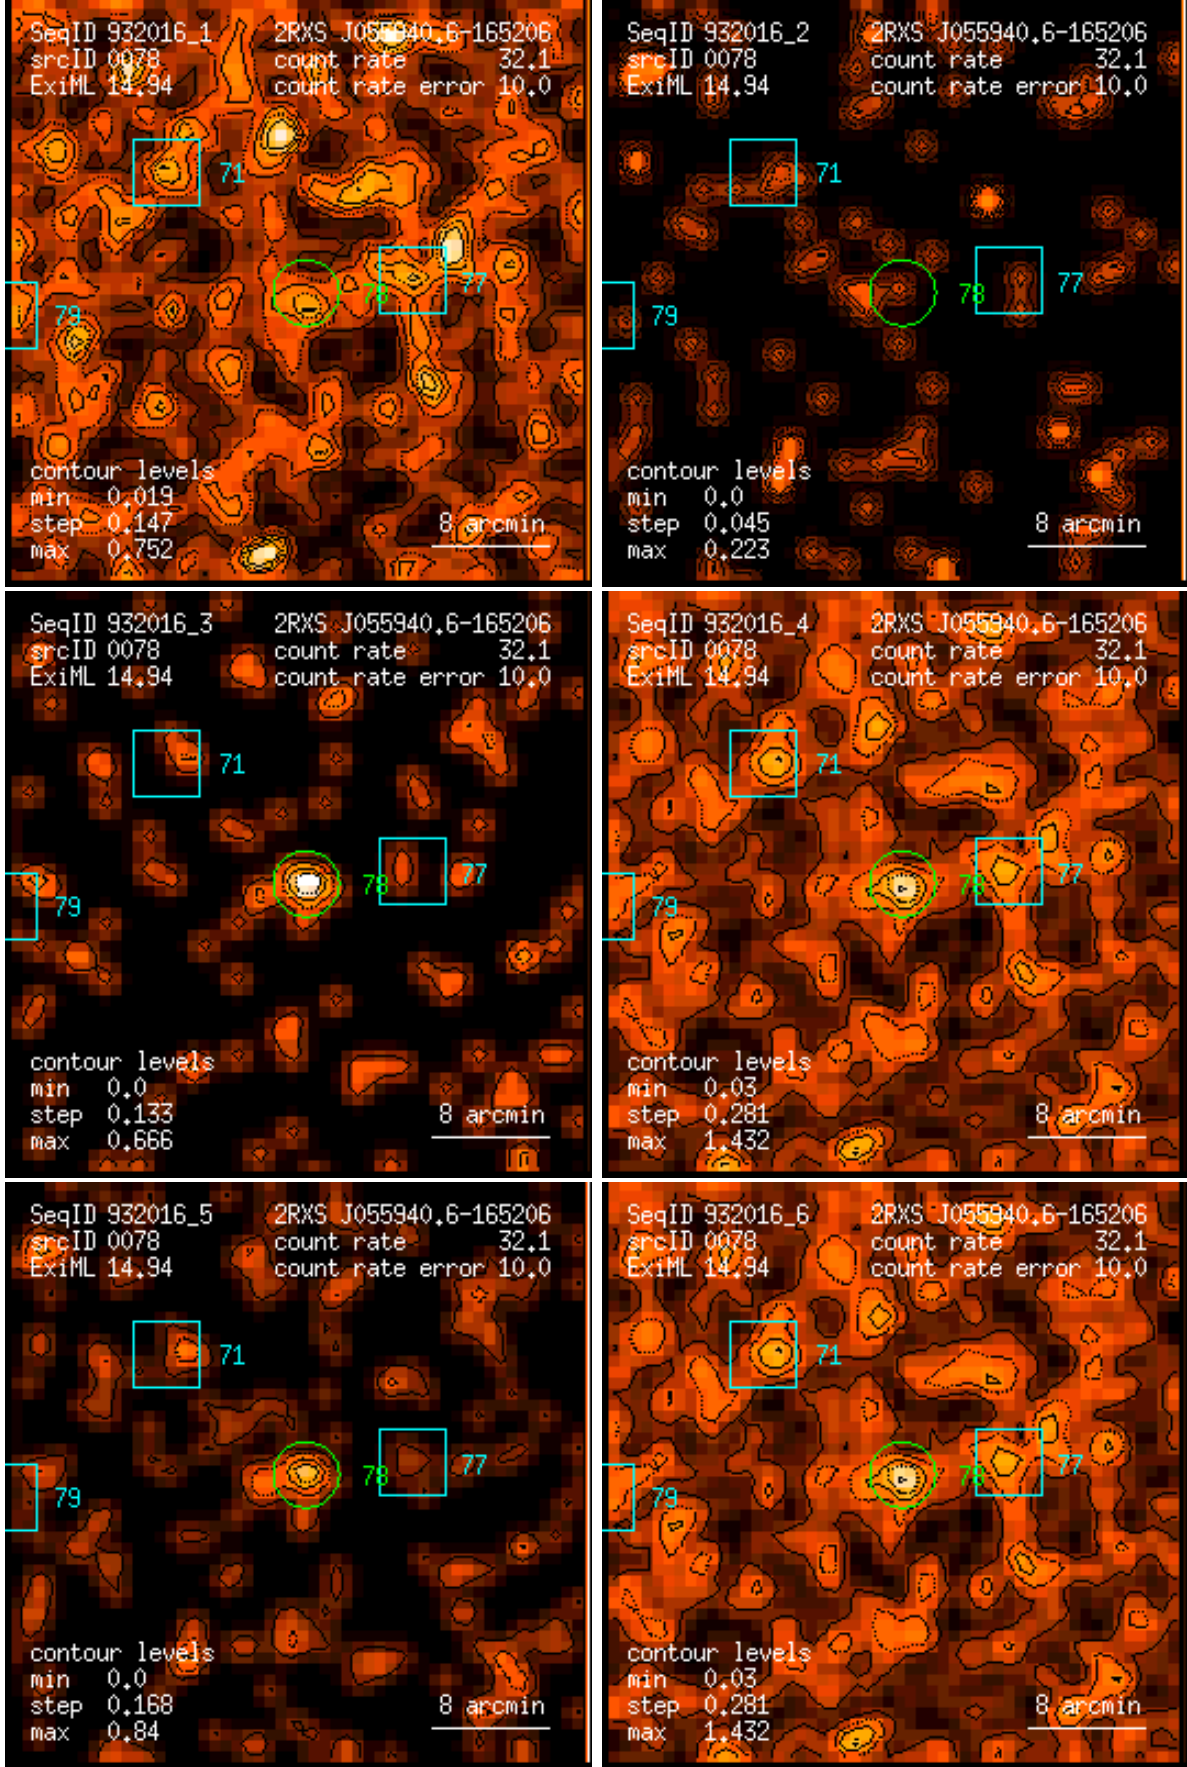 SeqID 932016_1 2RXS J055940.6-165206
srcID 0078 count rate 32.1
ExiML 14.94 count rate error 10.0
71
77
78
79
contour levels
min 0.019
step 0.147
max 0.752
8 arcmin
SeqID 932016_2 2RXS J055940.6-165206
srcID 0078 count rate 32.1
ExiML 14.94 count rate error 10.0
71
77
78
79
contour levels
min 0.0
step 0.045
max 0.223
8 arcmin
SeqID 932016_3 2RXS J055940.6-165206
srcID 0078 count rate 32.1
ExiML 14.94 count rate error 10.0
71
77
78
79
contour levels
min 0.0
step 0.133
max 0.666
8 arcmin
SeqID 932016_4 2RXS J055940.6-165206
srcID 0078 count rate 32.1
ExiML 14.94 count rate error 10.0
71
77
78
79
contour levels
min 0.03
step 0.281
max 1.432
8 arcmin
SeqID 932016_5 2RXS J055940.6-165206
srcID 0078 count rate 32.1
ExiML 14.94 count rate error 10.0
71
77
78
79
contour levels
min 0.0
step 0.168
max 0.84
8 arcmin
SeqID 932016_6 2RXS J055940.6-165206
srcID 0078 count rate 32.1
ExiML 14.94 count rate error 10.0
71
77
78
79
contour levels
min 0.03
step 0.281
max 1.432
8 arcmin